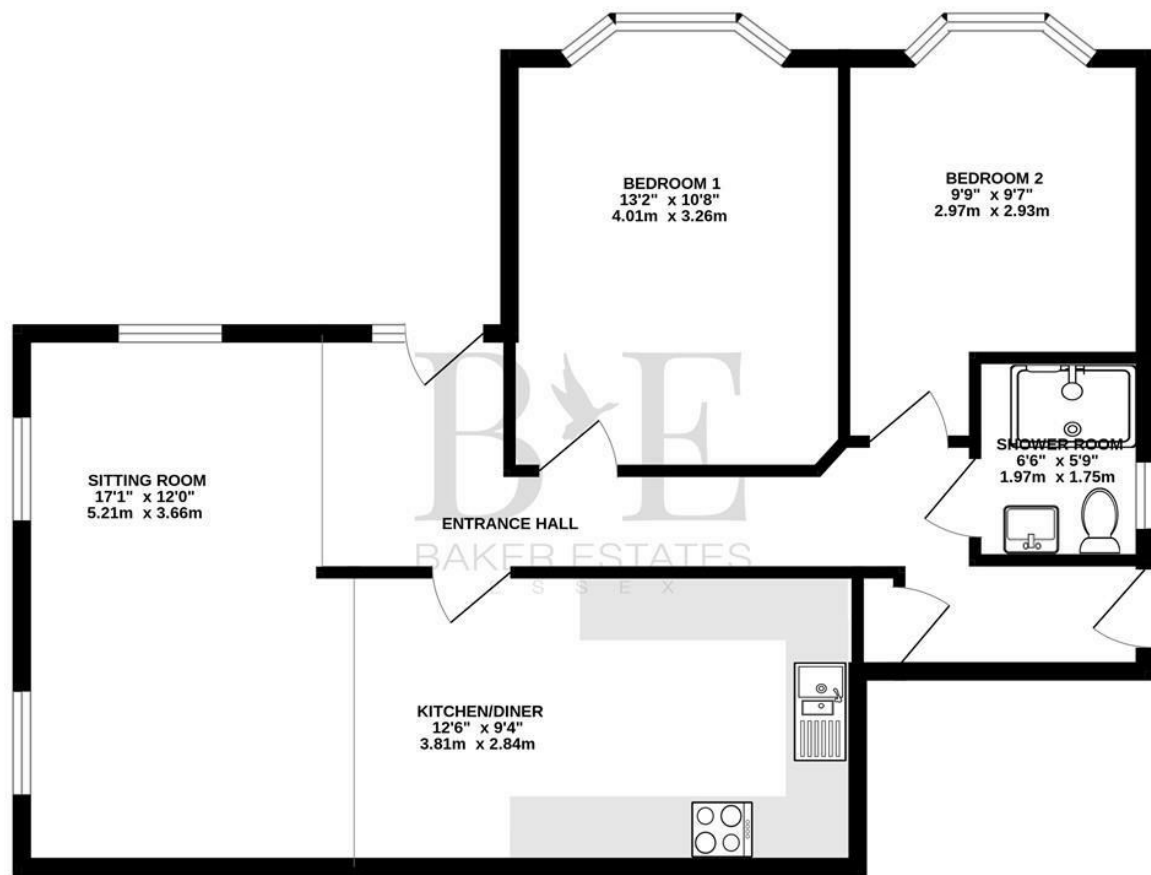 BEDROOM 1
13'2" x 10'8"
4.01m x 3.26m
BEDROOM 2
9'9" x 9'7"
2.97m x 2.93m
SHOWER ROOM
6'6" x 5'9"
1.97m x 1.75m
SITTING ROOM
17'1" x 12'0"
5.21m x 3.66m
B E
ENTRANCE HALL
BAKER ESTATES
ESSEX
KITCHEN/DINER
12'6" x 9'4"
3.81m x 2.84m